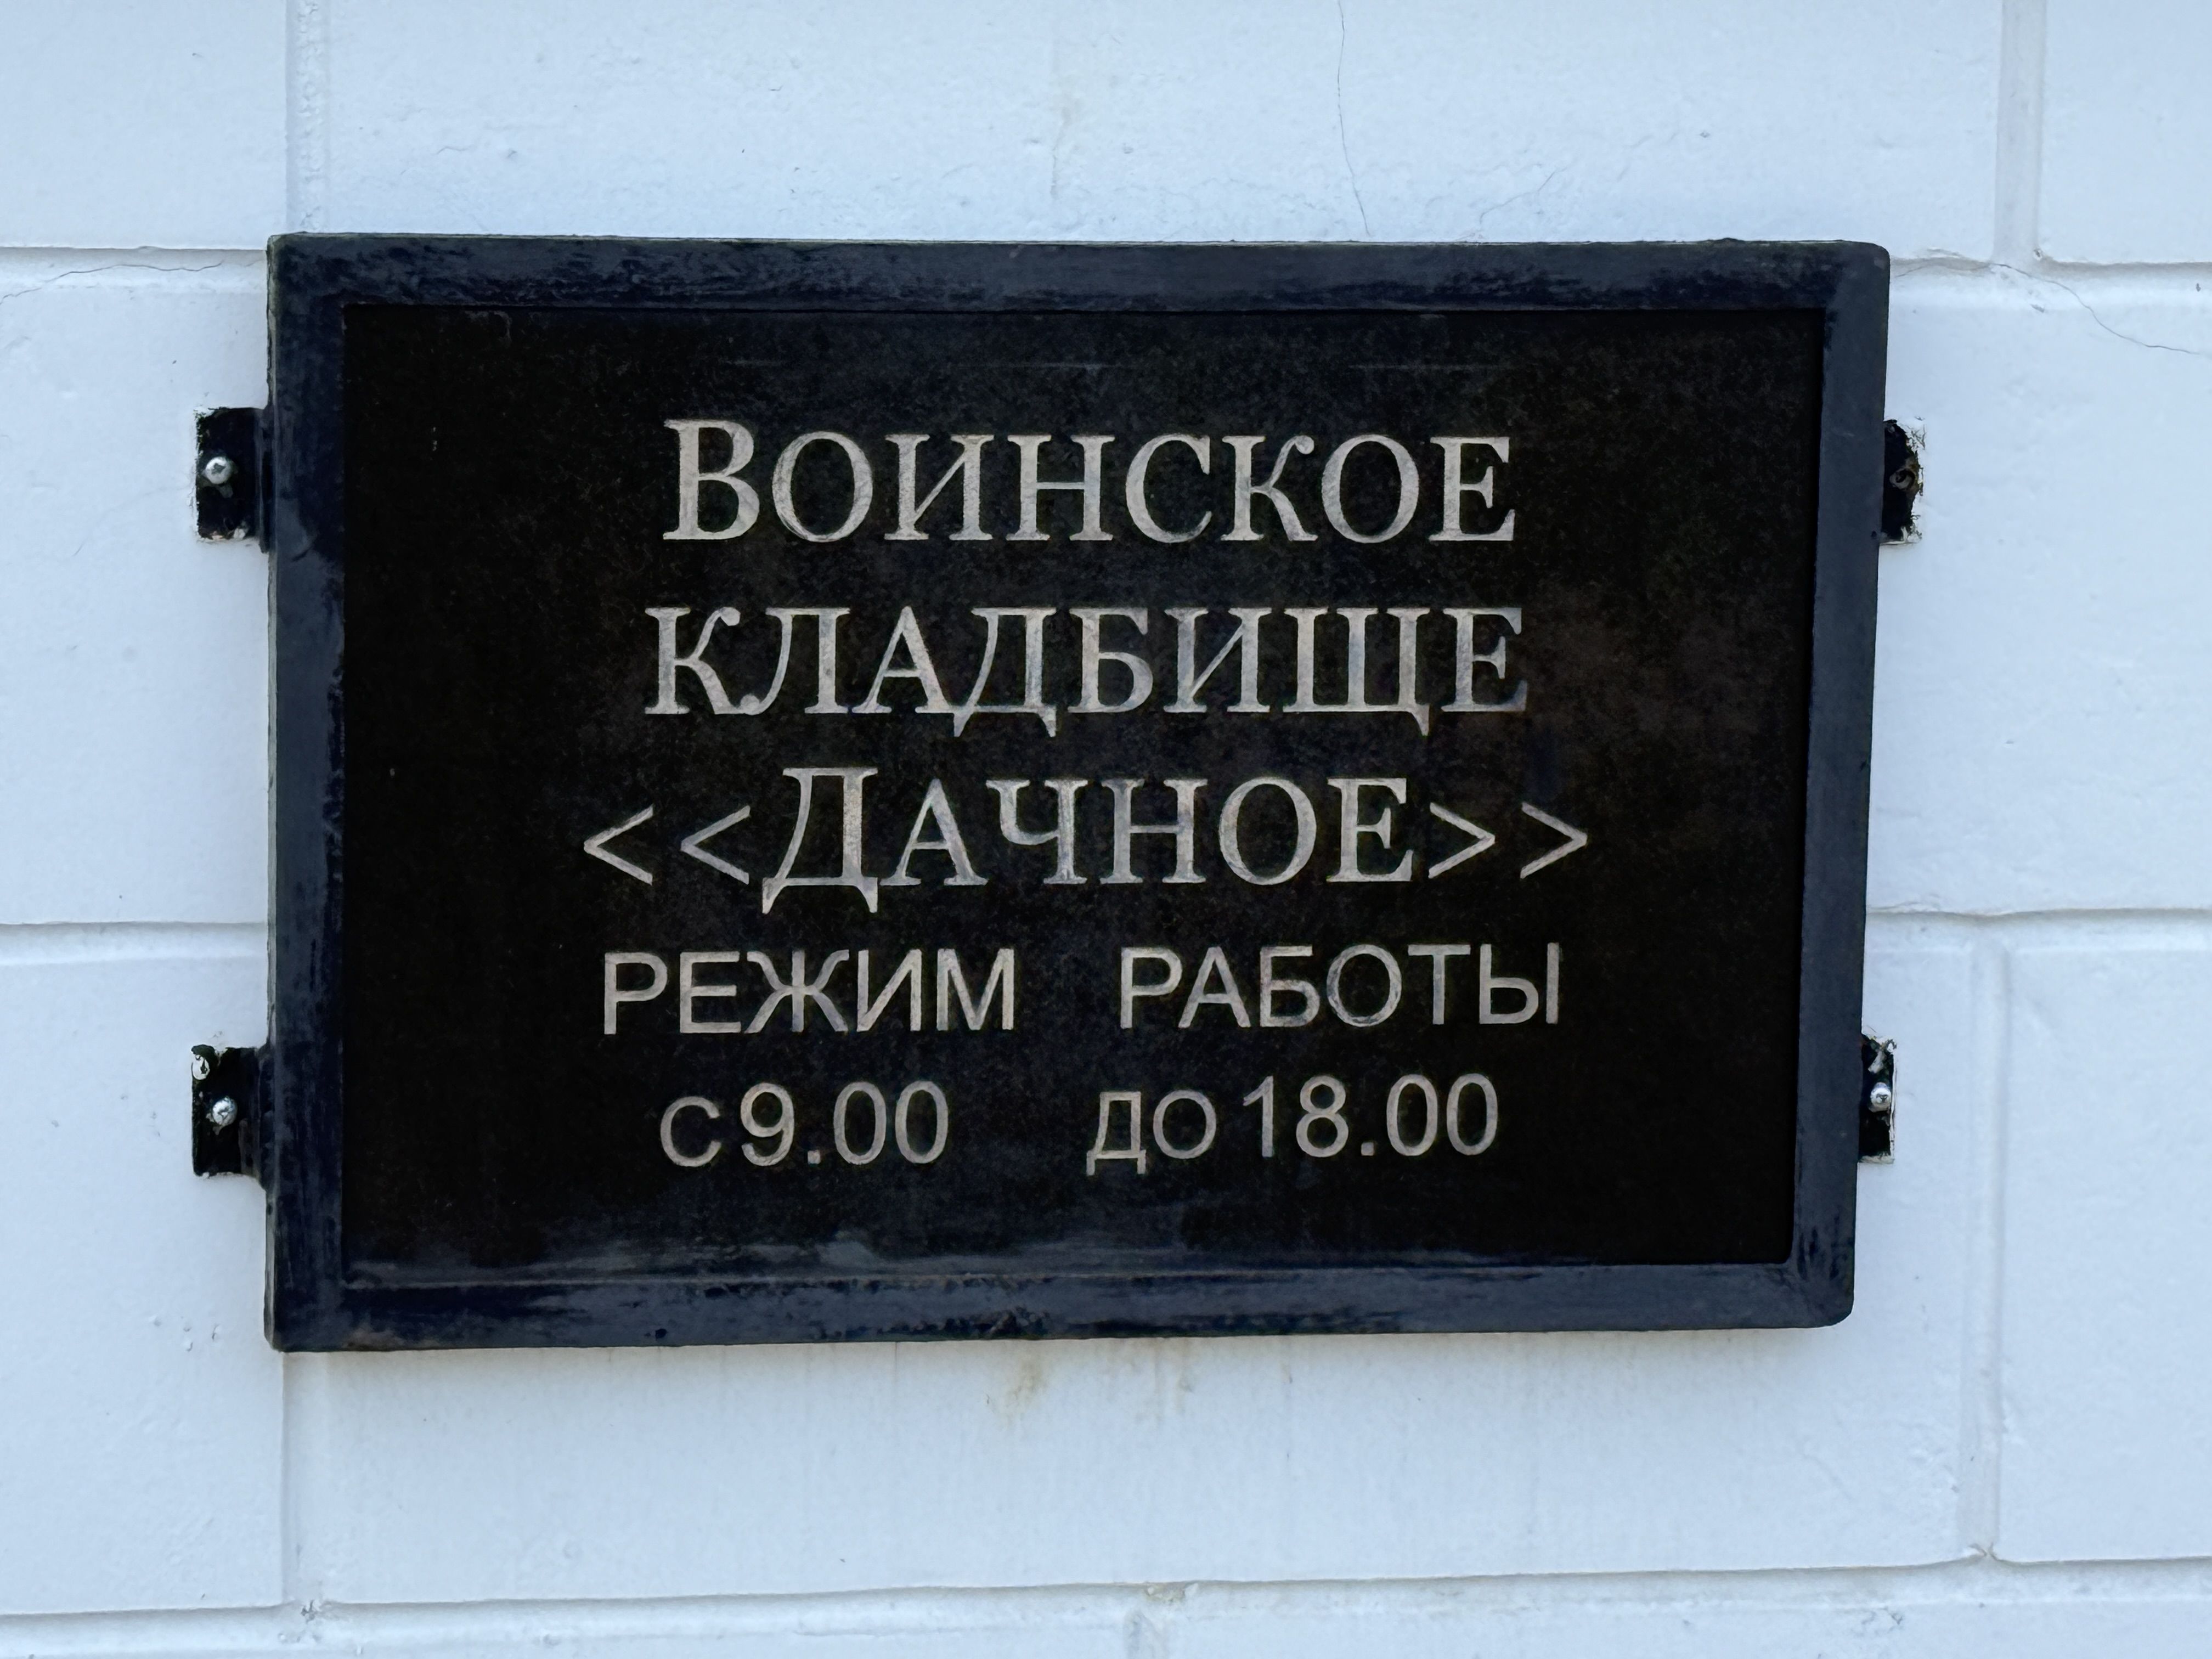 ВОИНСКОЕ
КЛАДБИЩЕ
<<ДАЧНОЕ>>
РЕЖИМ РАБОТЫ
с 9.00 до 18.00